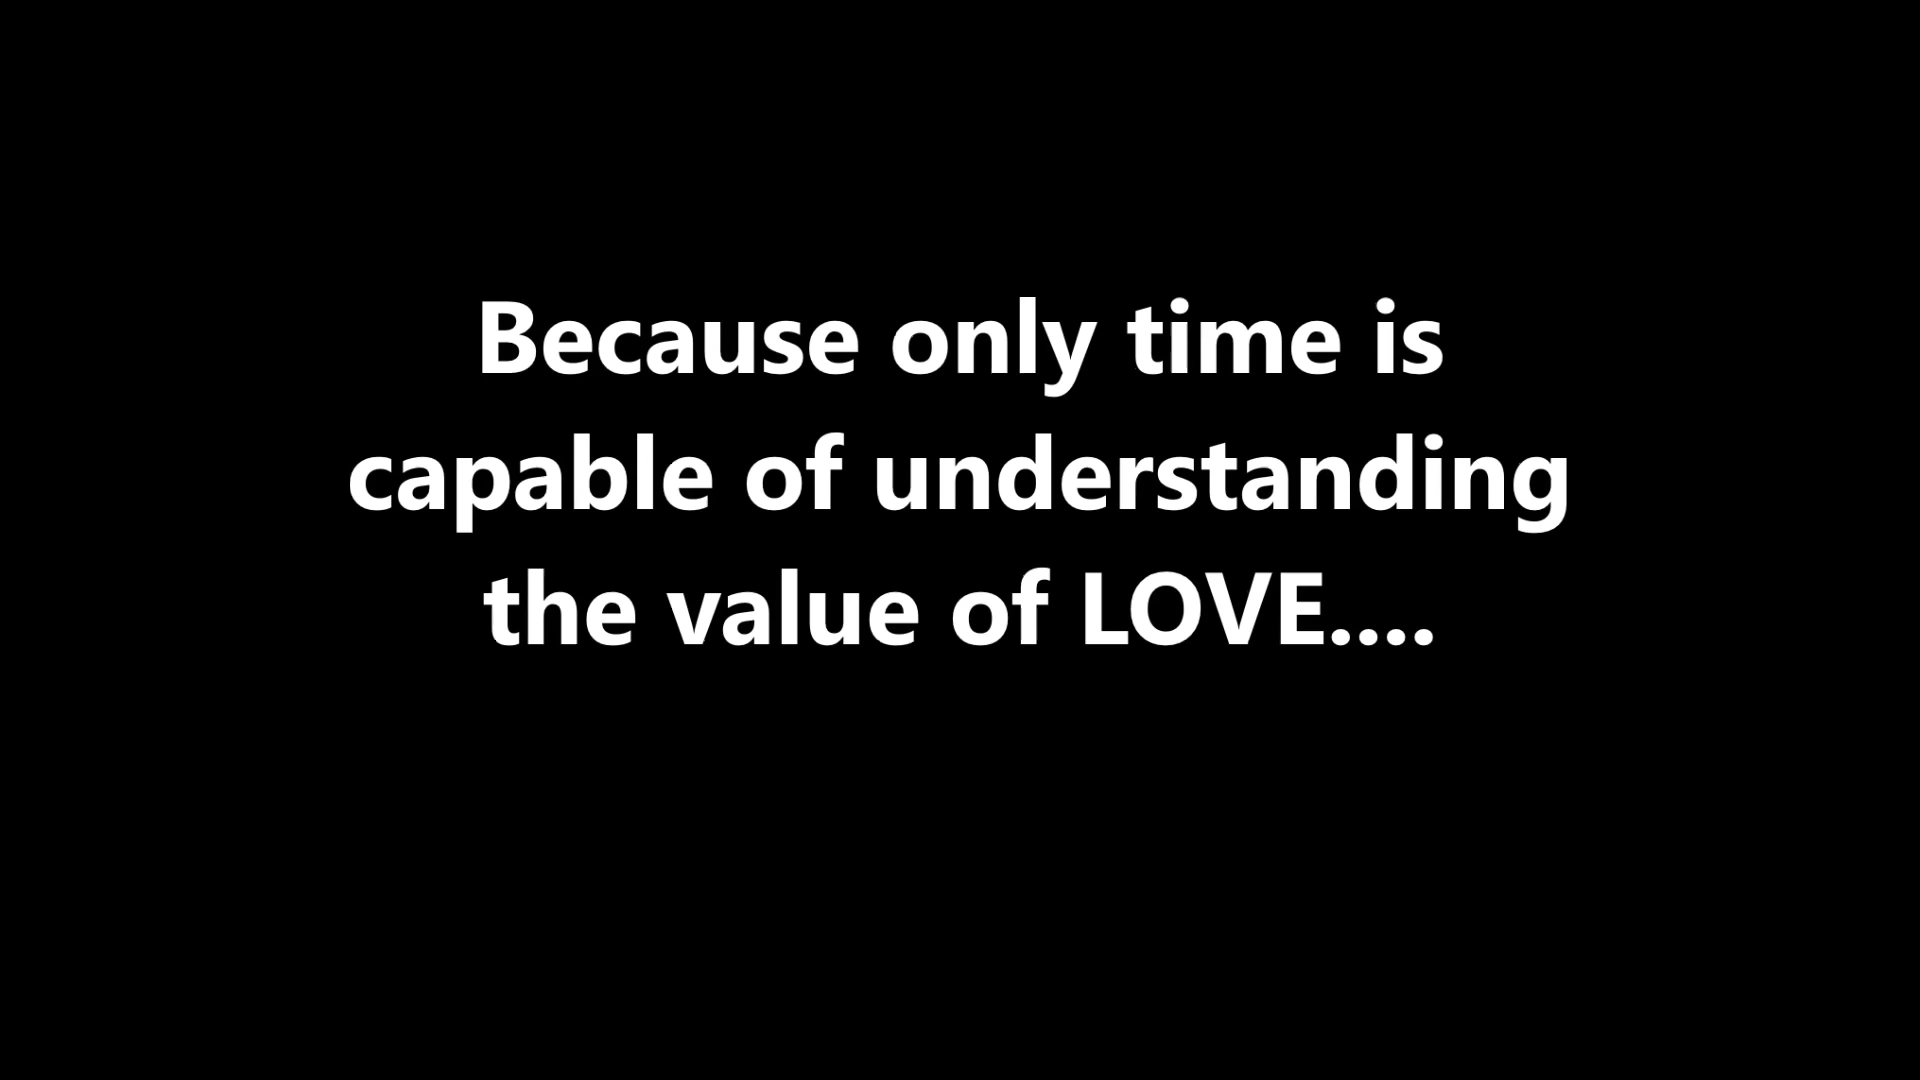 Because only time is
capable of understanding
the value of LOVE....